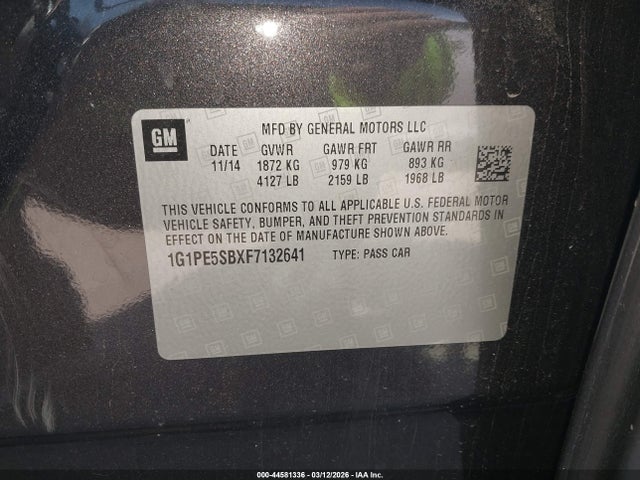 GM
MFD BY GENERAL MOTORS LLC
DATE GVWR GAWR FRT GAWR RR
11/14 1872 KG 979 KG 893 KG
4127 LB 2159 LB 1968 LB
THIS VEHICLE CONFORMS TO ALL APPLICABLE U.S. FEDERAL MOTOR
VEHICLE SAFETY, BUMPER, AND THEFT PREVENTION STANDARDS IN
EFFECT ON THE DATE OF MANUFACTURE SHOWN ABOVE.
1G1PE5SBXF7132641 TYPE: PASS CAR
000-44581336 - 03/12/2026 - IAA Inc.